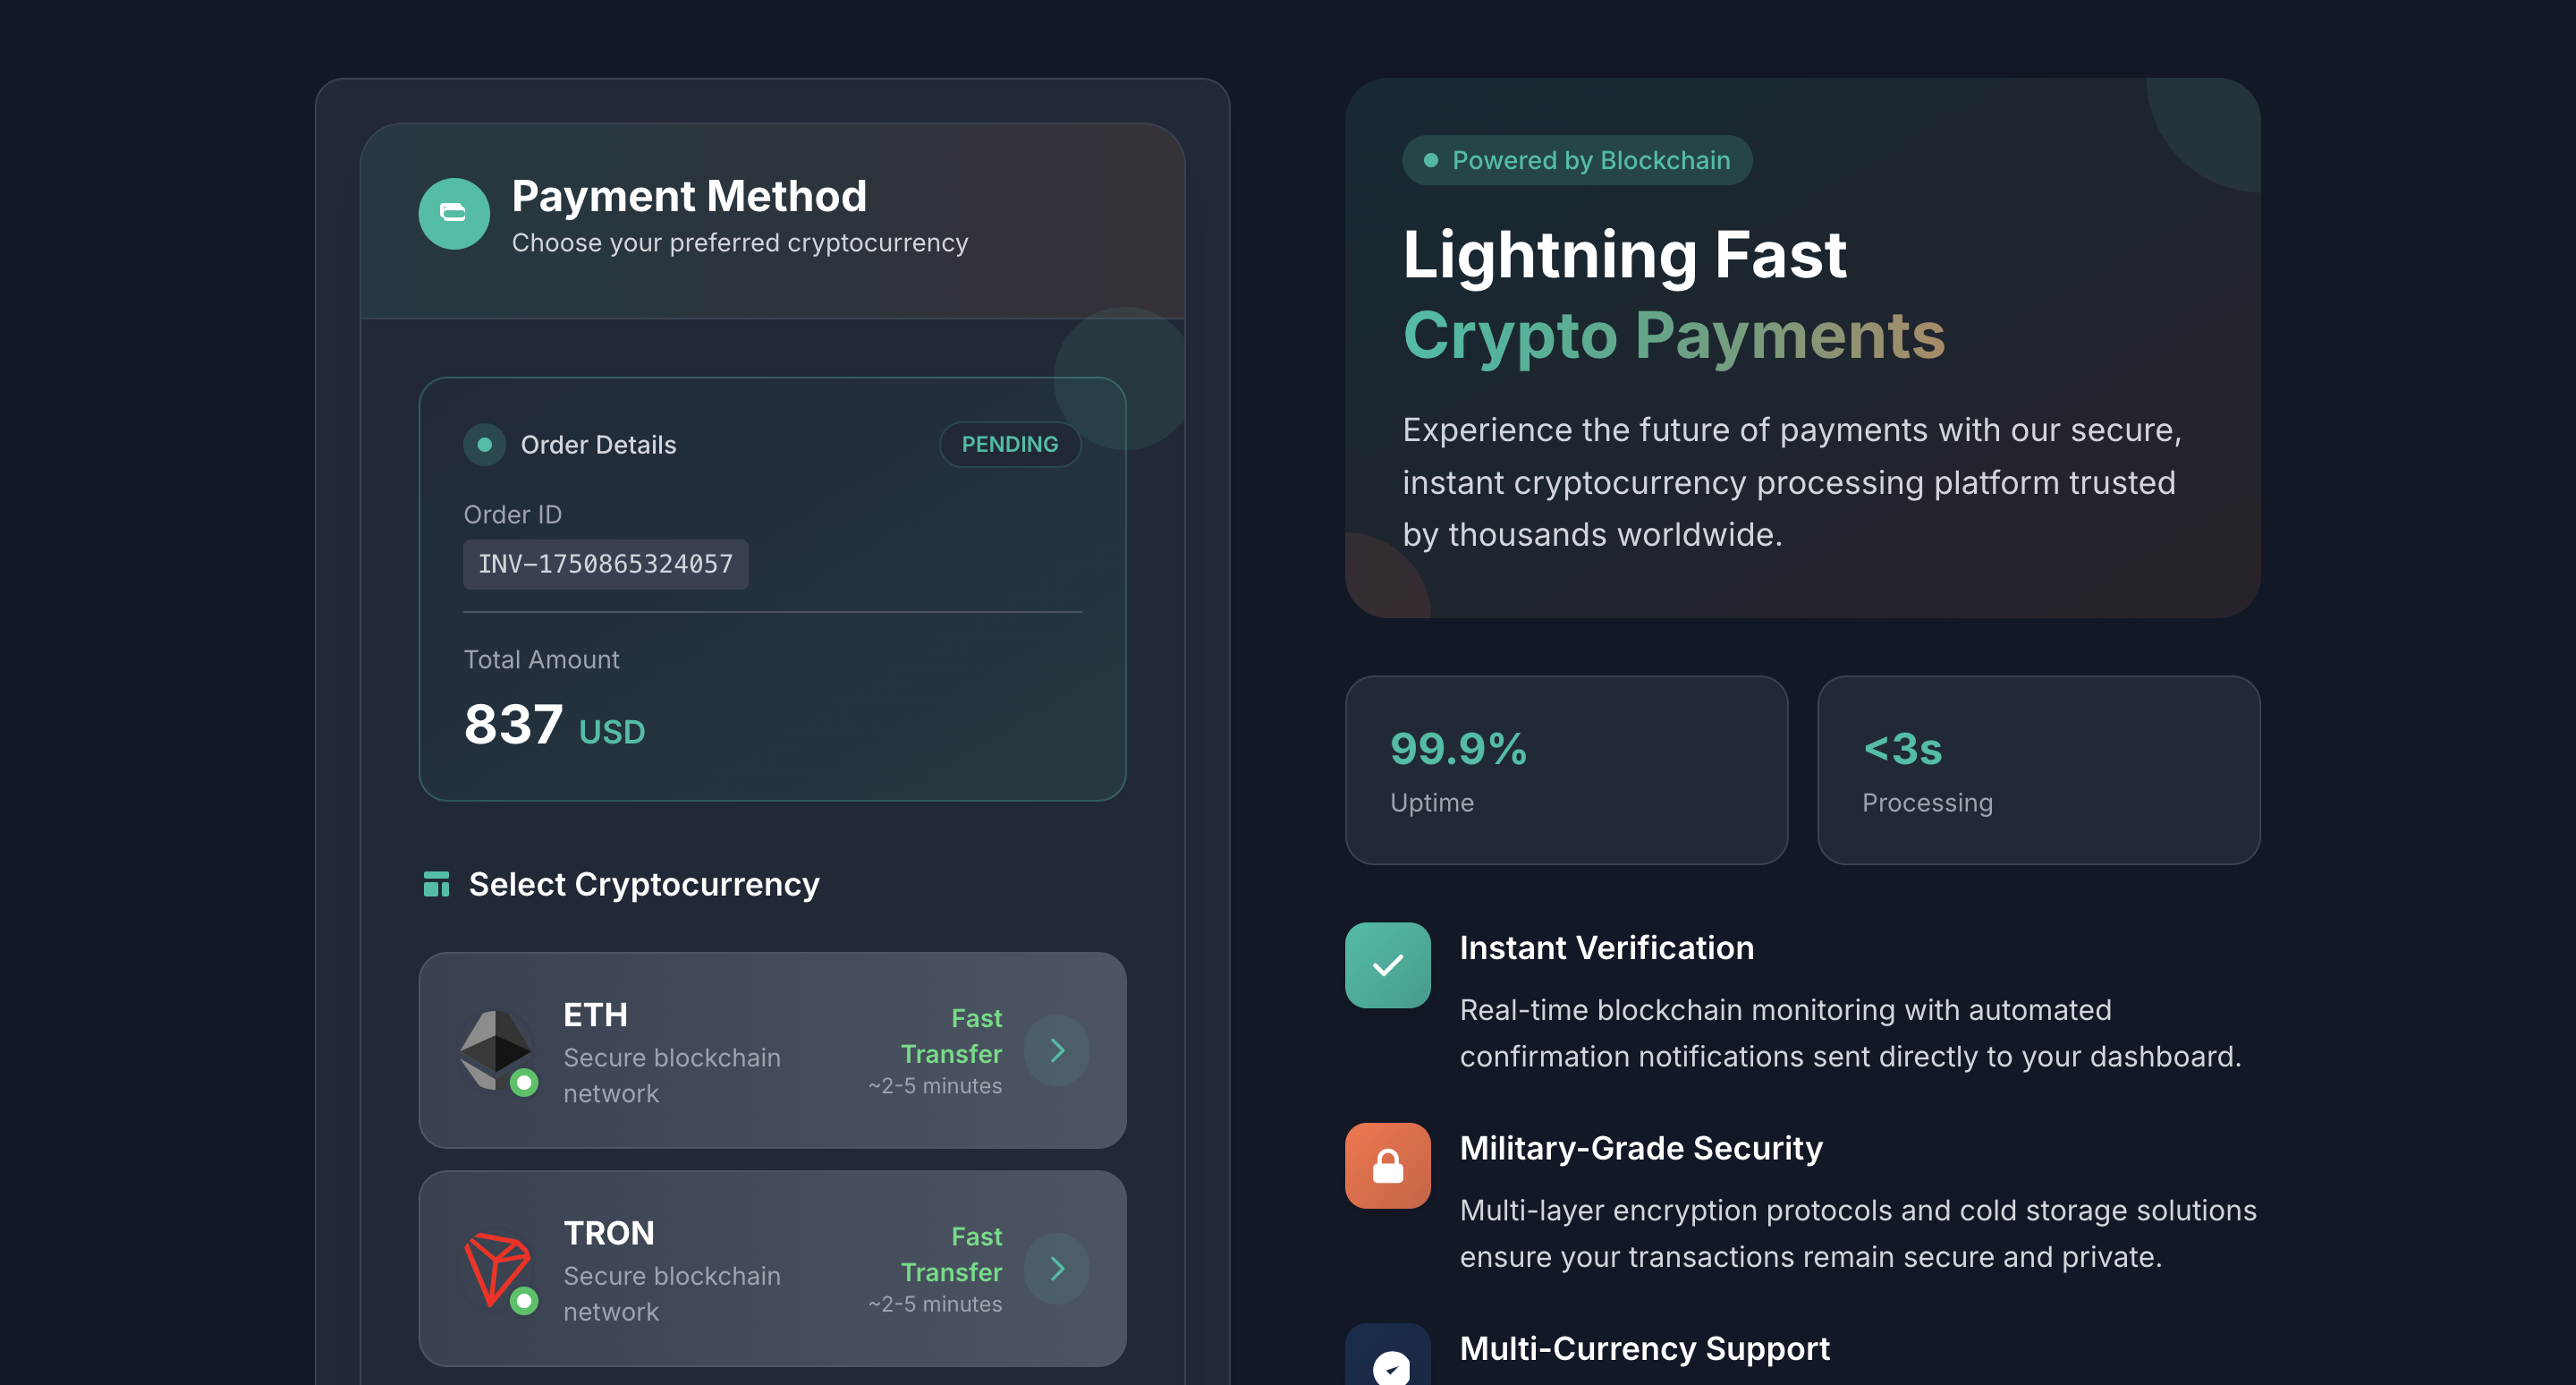 Payment Method
Choose your preferred cryptocurrency
Order Details
PENDING
Order ID
INV-1750865324057
Total Amount
837 USD
Select Cryptocurrency
ETH
Secure blockchain
network
Fast
Transfer
~2-5 minutes
TRON
Secure blockchain
network
Fast
Transfer
~2-5 minutes
Powered by Blockchain
Lightning Fast
Crypto Payments
Experience the future of payments with our secure,
instant cryptocurrency processing platform trusted
by thousands worldwide.
99.9%
Uptime
<3s
Processing
Instant Verification
Real-time blockchain monitoring with automated
confirmation notifications sent directly to your dashboard.
Military-Grade Security
Multi-layer encryption protocols and cold storage solutions
ensure your transactions remain secure and private.
Multi-Currency Support